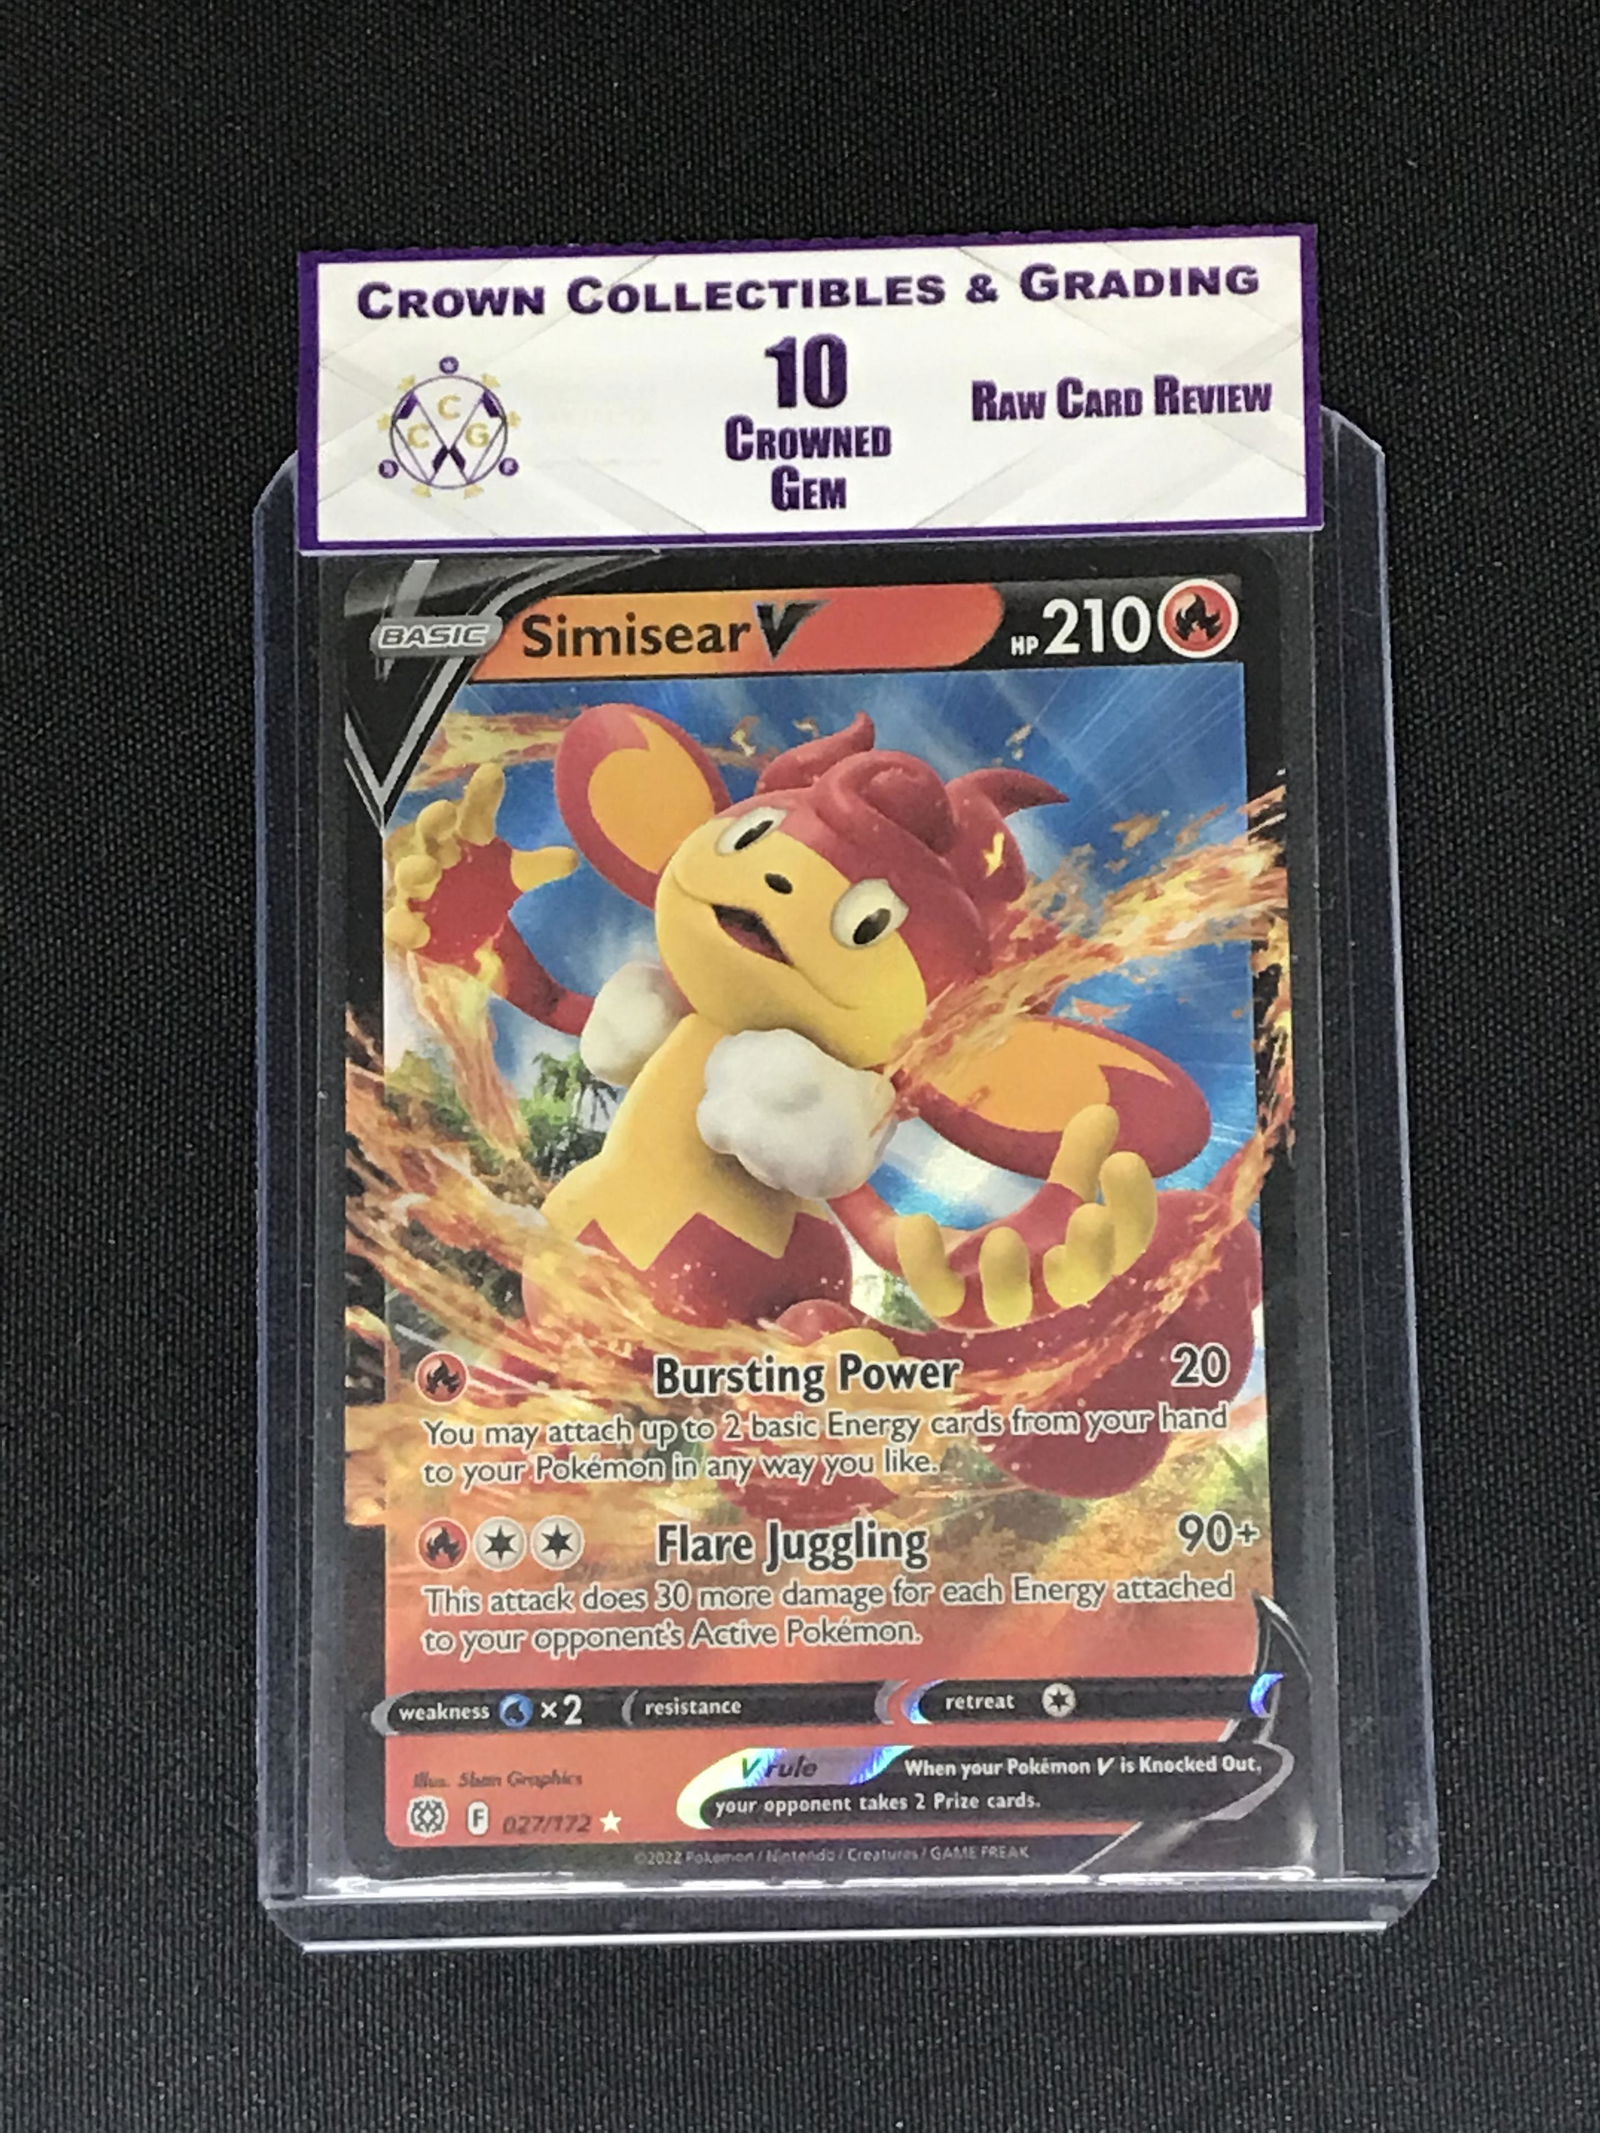 CROWN COLLECTIBLES & GRADING
10
CROWNED
GEM
RAW CARD REVIEW
C
C G
BASIC
Simisear V
HP 210
Bursting Power 20
You may attach up to 2 basic Energy cards from your hand
to your Pokémon in any way you like.
Flare Juggling 90+
This attack does 30 more damage for each Energy attached
to your opponent's Active Pokémon.
weakness ×2 resistance retreat
V rule When your Pokémon V is Knocked Out,
your opponent takes 2 Prize cards.
Illus. 5ban Graphics
F 027/172
©2022 Pokémon / Nintendo / Creatures / GAME FREAK